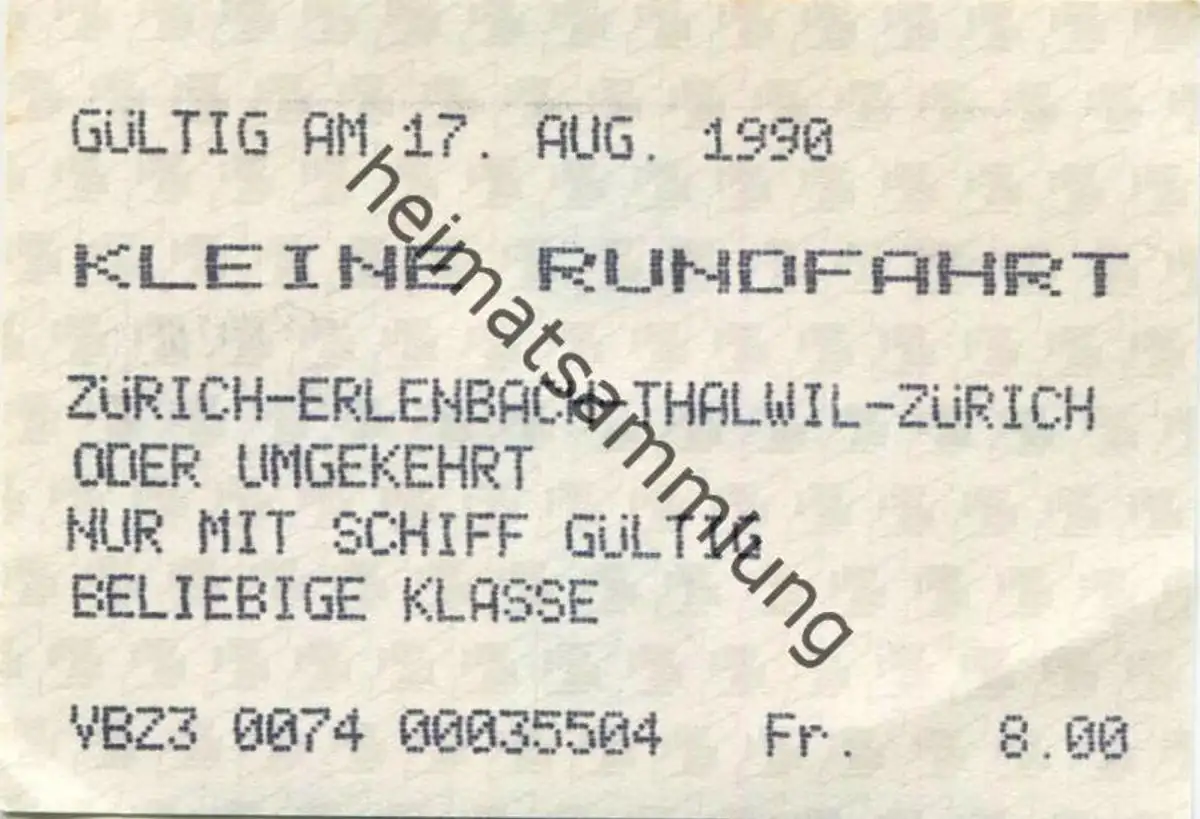 GÜLTIG AM 17. AUG. 1990
KLEINE RUNDFAHRT
ZÜRICH-ERLENBACH-THALWIL-ZÜRICH
ODER UMGEKEHRT
NUR MIT SCHIFF GÜLTIG
BELIEBIGE KLASSE
VBZ3 0074 00035504 Fr. 8.00
heimatsammlung